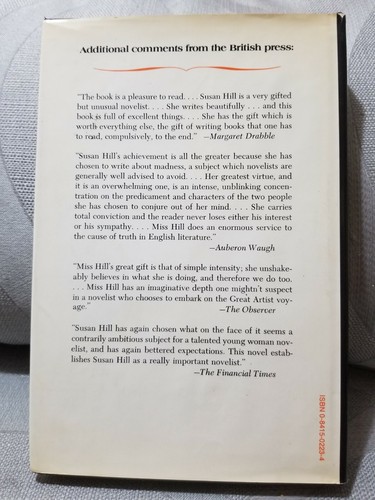 Additional comments from the British press:
"The book is a pleasure to read. . . . Susan Hill is a very gifted
but unusual novelist. . . . She writes beautifully . . . and this
book is full of excellent things. . . . She has the gift which is
worth everything else, the gift of writing books that one has
to read, compulsively, to the end." —Margaret Drabble
"Susan Hill's achievement is all the greater because she has
chosen to write about madness, a subject which novelists are
generally well advised to avoid. . . . Her greatest virtue, and
it is an overwhelming one, is an intense, unblinking concen-
tration on the predicament and characters of the two people
she has chosen to conjure out of her mind. . . . She carries
total conviction and the reader never loses either his interest
or his sympathy. . . . Miss Hill does an enormous service to
the cause of truth in English literature."
—Auberon Waugh
"Miss Hill's great gift is that of simple intensity; she unshake-
ably believes in what she is doing, and therefore we do too.
. . . Miss Hill has an imaginative depth one mightn't suspect
in a novelist who chooses to embark on the Great Artist voy-
age."
—The Observer
"Susan Hill has again chosen what on the face of it seems a
contrarily ambitious subject for a talented young woman nov-
elist, and has again bettered expectations. This novel estab-
lishes Susan Hill as a really important novelist."
—The Financial Times
ISBN 0-8415-0223-4